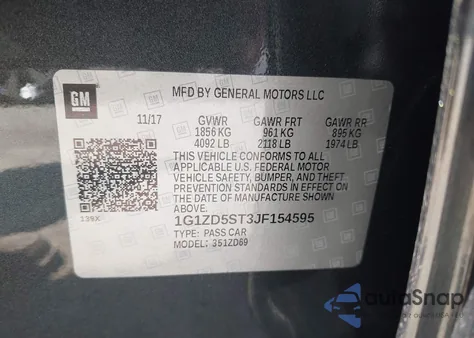 GM
MFD BY GENERAL MOTORS LLC
11/17 GVWR GAWR FRT GAWR RR
1856 KG 961 KG 895 KG
4092 LB 2118 LB 1974 LB
THIS VEHICLE CONFORMS TO ALL
APPLICABLE U.S. FEDERAL MOTOR
VEHICLE SAFETY, BUMPER, AND THEFT
PREVENTION STANDARDS IN EFFECT ON
THE DATE OF MANUFACTURE SHOWN
ABOVE.
1G1ZD5ST3JF154595
TYPE: PASS CAR
MODEL: 351ZD69
139X
AutoSnap